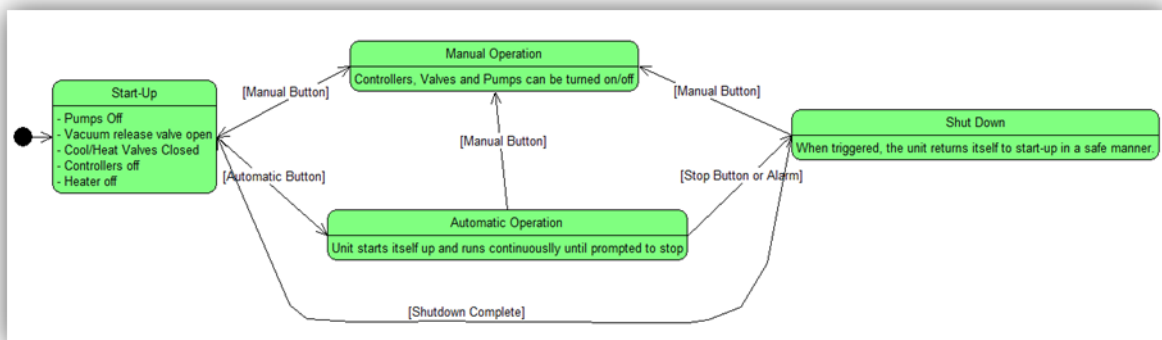 Manual Operation
Controllers, Valves and Pumps can be turned on/off
Start-Up
- Pumps Off
- Vacuum release valve open
- Cool/Heat Valves Closed
- Controllers off
- Heater off
[Manual Button]
[Manual Button]
[Manual Button]
Shut Down
When triggered, the unit returns itself to start-up in a safe manner.
[Automatic Button]
[Stop Button or Alarm]
Automatic Operation
Unit starts itself up and runs continuouslly until prompted to stop
[Shutdown Complete]